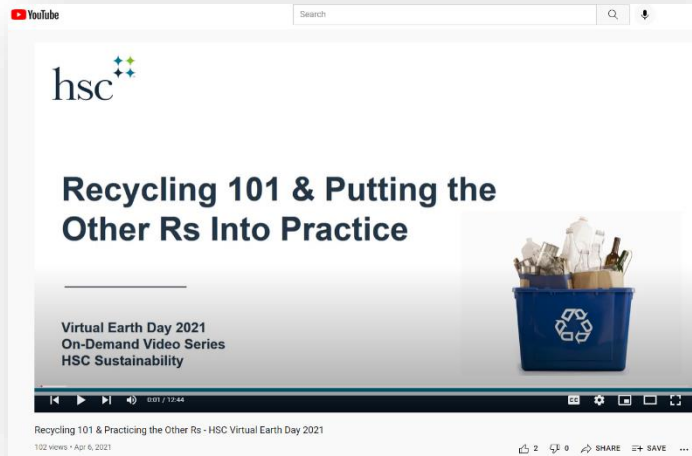 YouTube
Search
hsc
Recycling 101 & Putting the
Other Rs Into Practice
Virtual Earth Day 2021
On-Demand Video Series
HSC Sustainability
0:01 / 12:44
CC
Recycling 101 & Practicing the Other Rs - HSC Virtual Earth Day 2021
102 views • Apr 6, 2021
2
0
SHARE
SAVE